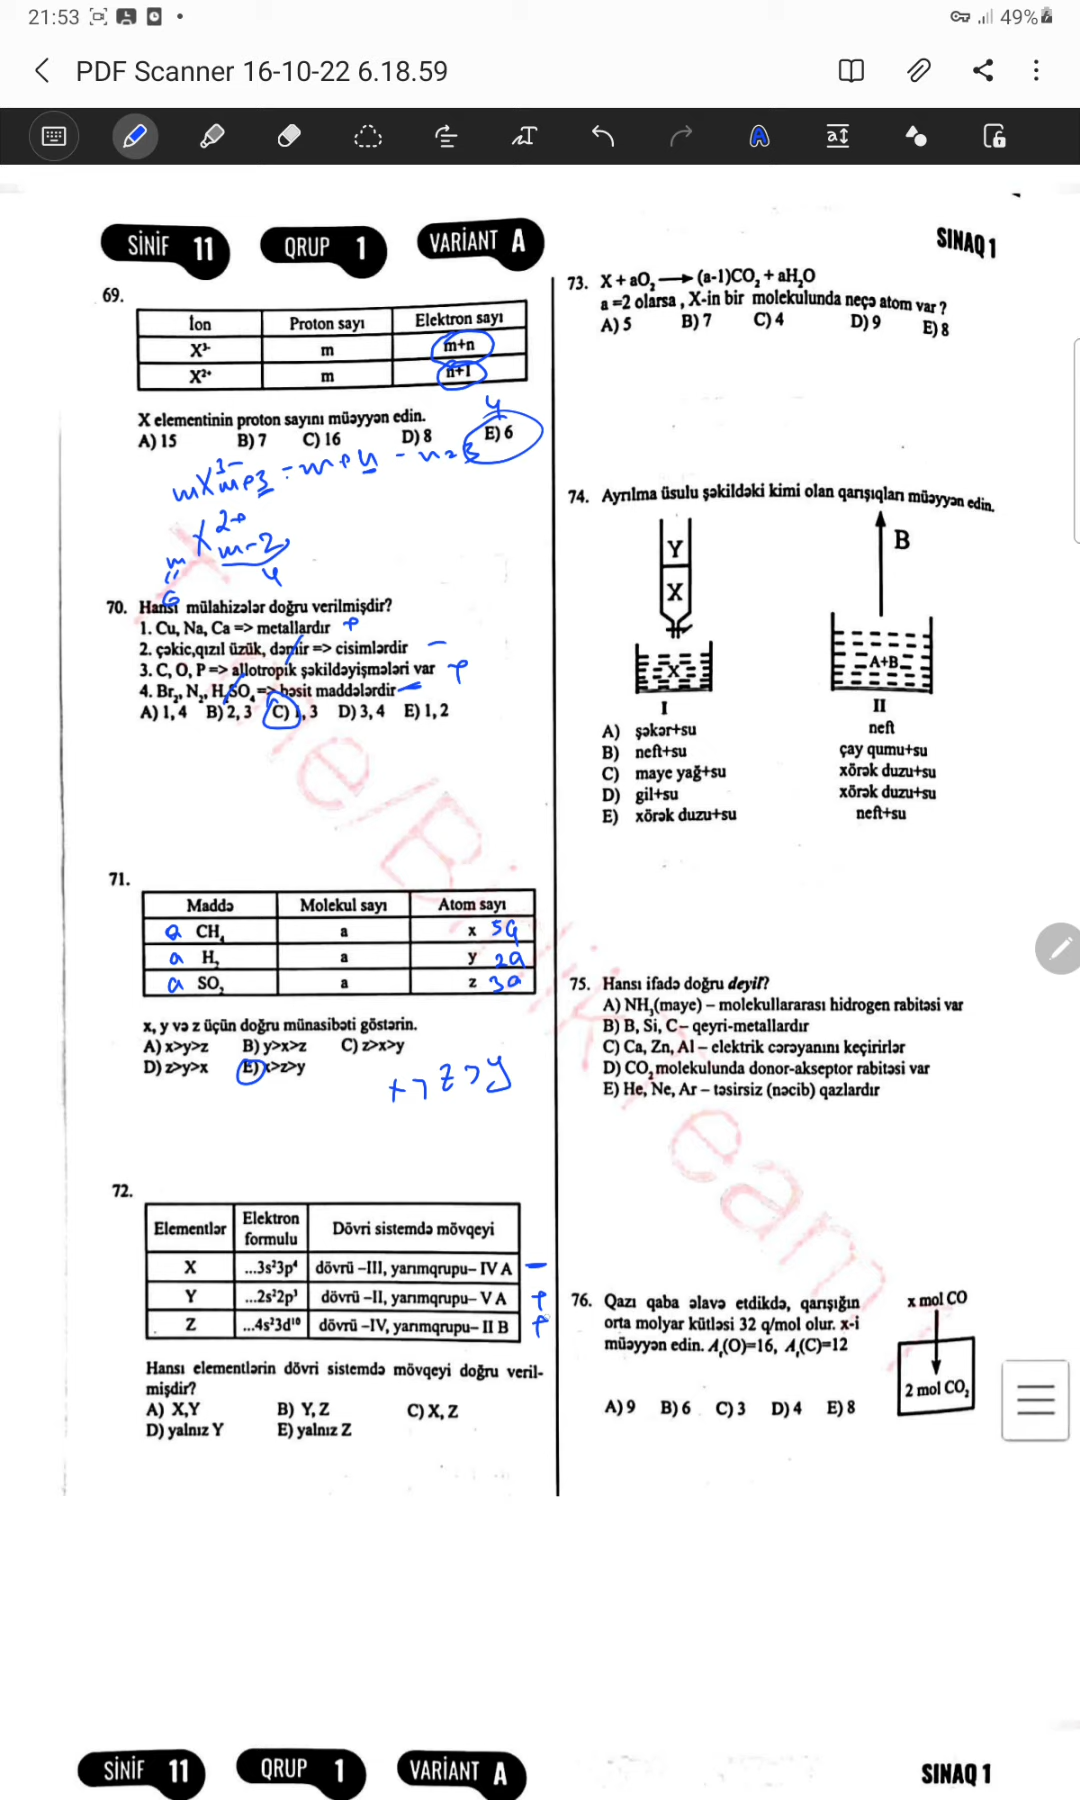 21:53
49%
PDF Scanner 16-10-22 6.18.59
SİNİF 11
QRUP 1
VARİANT A
SINAQ 1
69.
İon Proton sayı Elektron sayı
X³⁻ m m+n
X²⁺ m n+1
X elementinin proton sayını müəyyən edin.
A) 15 B) 7 C) 16 D) 8 E) 6
70. Hansı mülahizələr doğru verilmişdir?
1. Cu, Na, Ca => metallardır
2. çəkic,qızıl üzük, dəmir => cisimlərdir
3. C, O, P => allotropik şəkildəyişmələri var
4. Br₂, N₂, H₂SO₄ => bəsit maddələrdir
A) 1, 4 B) 2, 3 C) 1, 3 D) 3, 4 E) 1, 2
71.
Maddə Molekul sayı Atom sayı
a CH₄ a x 5a
a H₂ a y 2a
a SO₂ a z 3a
x, y və z üçün doğru münasibəti göstərin.
A) x>y>z B) y>x>z C) z>x>y
D) z>y>x E) x>z>y
x>z>y
72.
Elementlər Elektron formulu Dövri sistemdə mövqeyi
X ...3s²3p⁴ dövrü –III, yarımqrupu– IV A
Y ...2s²2p³ dövrü –II, yarımqrupu– V A
Z ...4s²3d¹⁰ dövrü –IV, yarımqrupu– II B
Hansı elementlərin dövri sistemdə mövqeyi doğru veril-
mişdir?
A) X,Y B) Y, Z C) X, Z
D) yalnız Y E) yalnız Z
73. X + aO₂ ⟶ (a-1)CO₂ + aH₂O
a =2 olarsa , X-in bir molekulunda neçə atom var ?
A) 5 B) 7 C) 4 D) 9 E) 8
74. Ayrılma üsulu şəkildəki kimi olan qarışıqları müəyyən edin.
Y
X
X
B
A+B
I II
A) şəkər+su neft
B) neft+su çay qumu+su
C) maye yağ+su xörək duzu+su
D) gil+su xörək duzu+su
E) xörək duzu+su neft+su
75. Hansı ifadə doğru deyil?
A) NH₃(maye) – molekullararası hidrogen rabitəsi var
B) B, Si, C – qeyri-metallardır
C) Ca, Zn, Al – elektrik cərəyanını keçirirlər
D) CO₂ molekulunda donor-akseptor rabitəsi var
E) He, Ne, Ar – təsirsiz (nəcib) qazlardır
76. Qazı qaba əlavə etdikdə, qarışığın
orta molyar kütləsi 32 q/mol olur. x-i
müəyyən edin. Aᵣ(O)=16, Aᵣ(C)=12
x mol CO
2 mol CO₂
A) 9 B) 6 C) 3 D) 4 E) 8
SİNİF 11
QRUP 1
VARİANT A
SINAQ 1